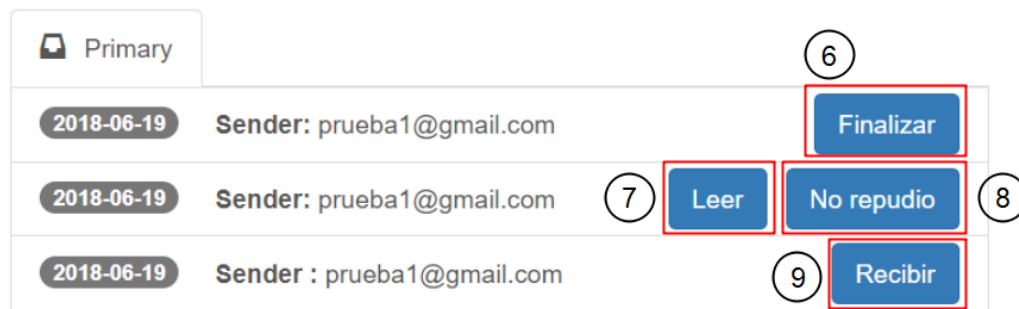 Primary
6
2018-06-19 Sender: prueba1@gmail.com Finalizar
2018-06-19 Sender: prueba1@gmail.com 7 Leer No repudio 8
2018-06-19 Sender : prueba1@gmail.com 9 Recibir